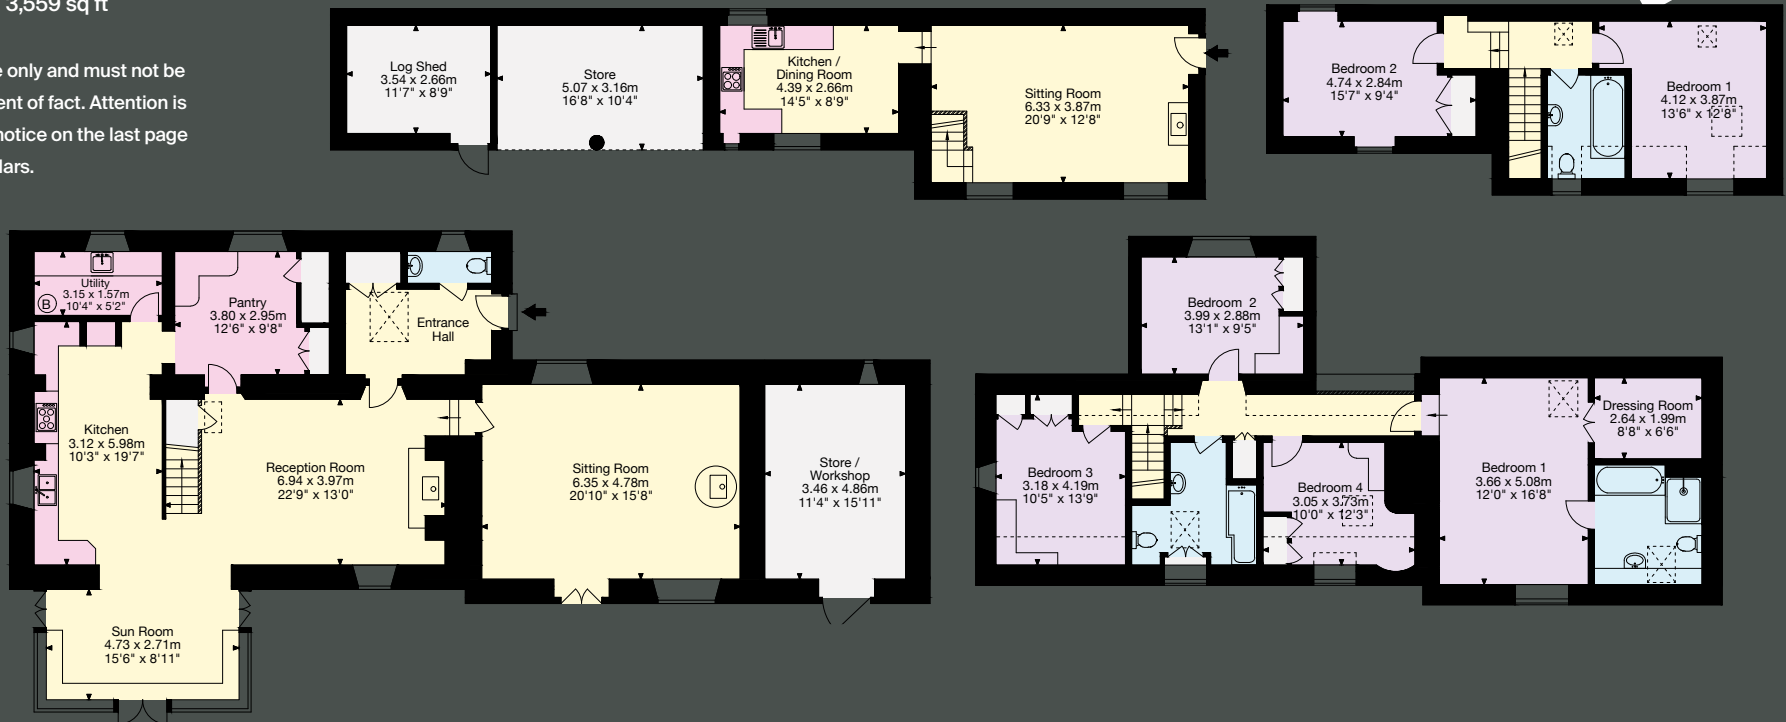 3,559 sq ft
e only and must not be
ent of fact. Attention is
notice on the last page
lars.
Log Shed
3.54 x 2.66m
11'7" x 8'9"
Store
5.07 x 3.16m
16'8" x 10'4"
Kitchen /
Dining Room
4.39 x 2.66m
14'5" x 8'9"
Sitting Room
6.33 x 3.87m
20'9" x 12'8"
Bedroom 2
4.74 x 2.84m
15'7" x 9'4"
Bedroom 1
4.12 x 3.87m
13'6" x 12'8"
Utility
3.15 x 1.57m
10'4" x 5'2"
B
Pantry
3.80 x 2.95m
12'6" x 9'8"
Entrance
Hall
Kitchen
3.12 x 5.98m
10'3" x 19'7"
Reception Room
6.94 x 3.97m
22'9" x 13'0"
Sitting Room
6.35 x 4.78m
20'10" x 15'8"
Store /
Workshop
3.46 x 4.86m
11'4" x 15'11"
Sun Room
4.73 x 2.71m
15'6" x 8'11"
Bedroom 2
3.99 x 2.88m
13'1" x 9'5"
Bedroom 3
3.18 x 4.19m
10'5" x 13'9"
Bedroom 4
3.05 x 3.73m
10'0" x 12'3"
Bedroom 1
3.66 x 5.08m
12'0" x 16'8"
Dressing Room
2.64 x 1.99m
8'8" x 6'6"